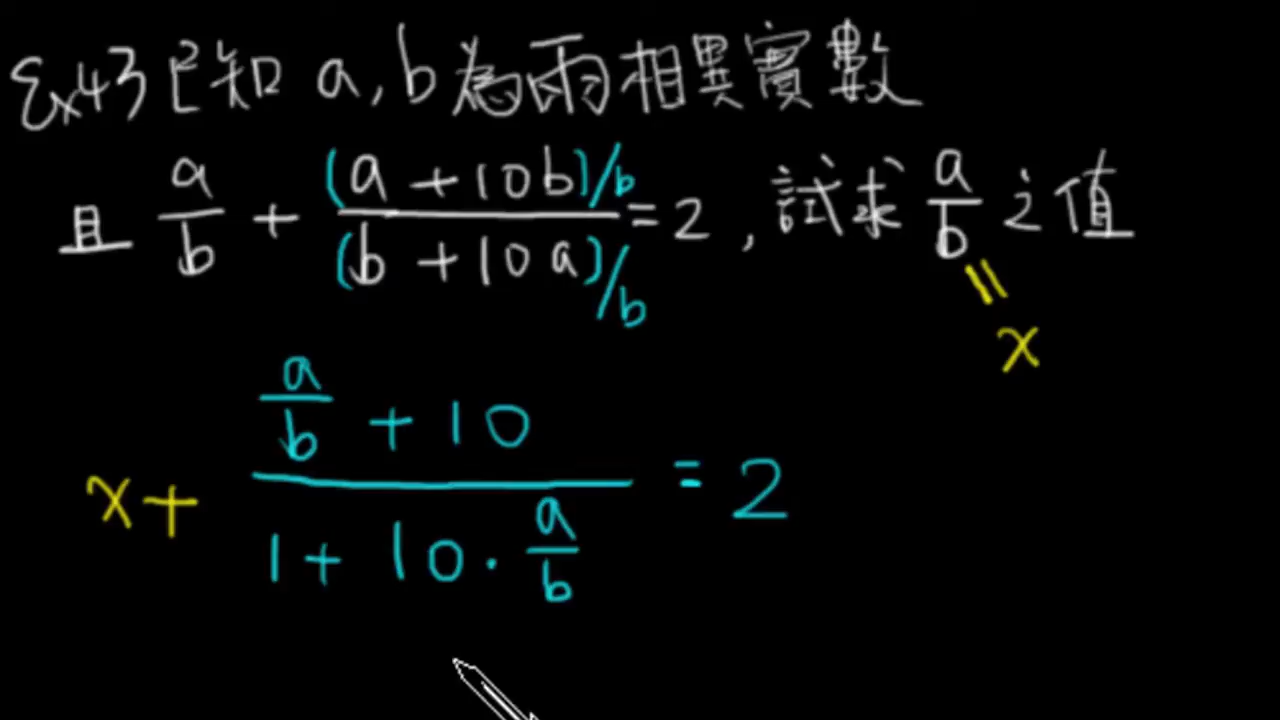 Ex43 已知 a, b 為兩相異實數
且 a/b + (a + 10b)/b / (b + 10a)/b = 2, 試求 a/b 之值
= x
x + (a/b + 10) / (1 + 10 · a/b) = 2